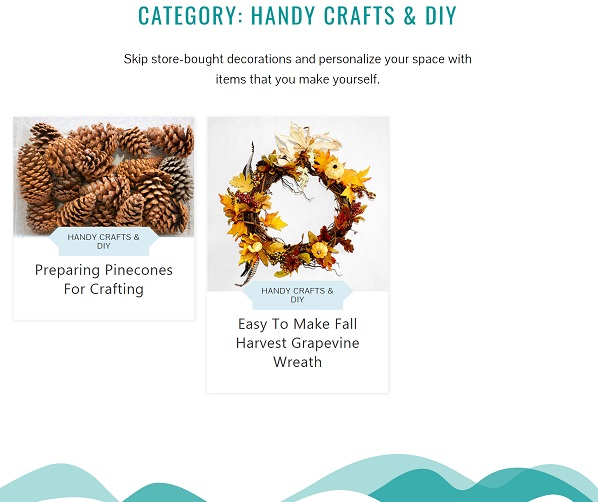 CATEGORY: HANDY CRAFTS & DIY
Skip store-bought decorations and personalize your space with
items that you make yourself.
HANDY CRAFTS &
DIY
Preparing Pinecones
For Crafting
HANDY CRAFTS &
DIY
Easy To Make Fall
Harvest Grapevine
Wreath